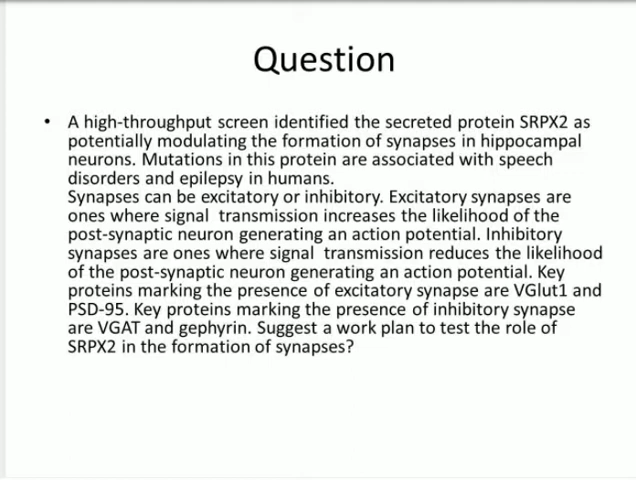 Question
• A high-throughput screen identified the secreted protein SRPX2 as
potentially modulating the formation of synapses in hippocampal
neurons. Mutations in this protein are associated with speech
disorders and epilepsy in humans.
Synapses can be excitatory or inhibitory. Excitatory synapses are
ones where signal transmission increases the likelihood of the
post-synaptic neuron generating an action potential. Inhibitory
synapses are ones where signal transmission reduces the likelihood
of the post-synaptic neuron generating an action potential. Key
proteins marking the presence of excitatory synapse are VGlut1 and
PSD-95. Key proteins marking the presence of inhibitory synapse
are VGAT and gephyrin. Suggest a work plan to test the role of
SRPX2 in the formation of synapses?